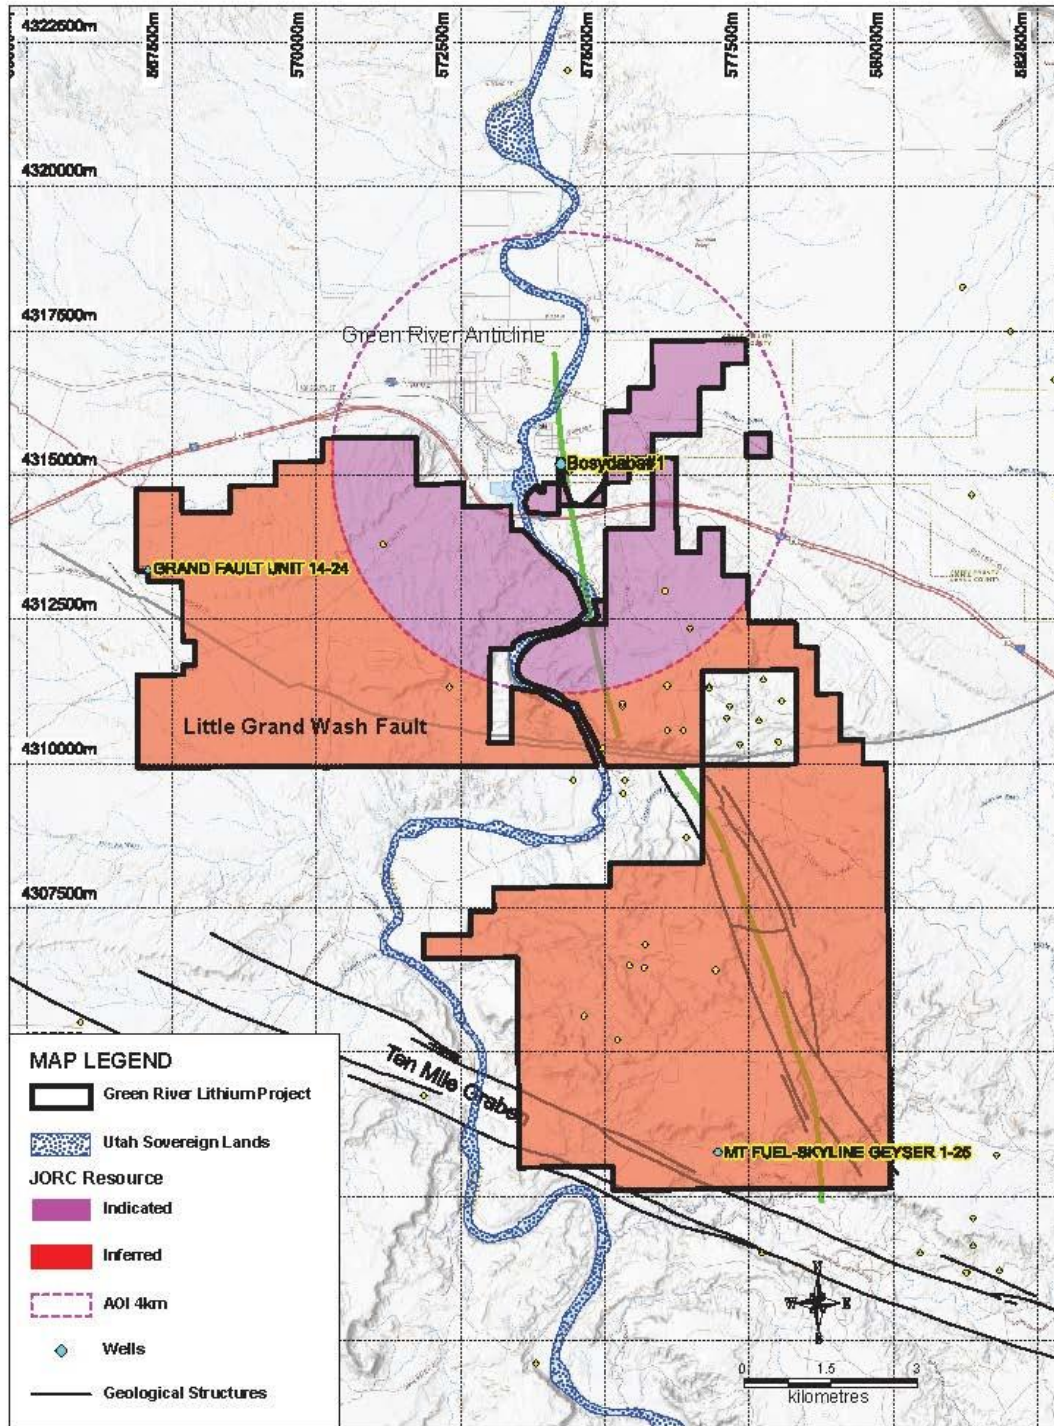 4322500m
567500m
570000m
572500m
575000m
577500m
580000m
582500m
4320000m
4317500m
Green River Anticline
4315000m
Bosydaba#1
GRAND FAULT UNIT 14-24
4312500m
Little Grand Wash Fault
4310000m
4307500m
Ten Mile Graben
MT FUEL-SKYLINE GEYSER 1-25
MAP LEGEND
Green River Lithium Project
Utah Sovereign Lands
JORC Resource
Indicated
Inferred
AOI 4km
Wells
Geological Structures
N
W E
S
0 1.5 3
kilometres